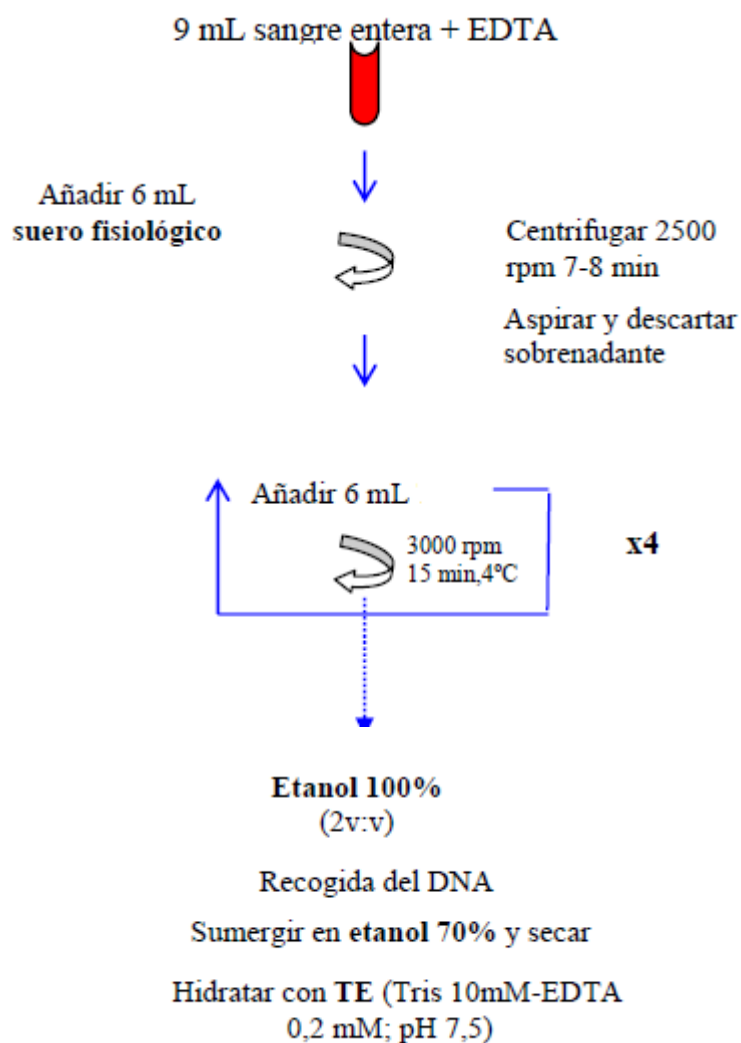 9 mL sangre entera + EDTA
Añadir 6 mL
suero fisiológico
Centrifugar 2500
rpm 7-8 min
Aspirar y descartar
sobrenadante
Añadir 6 mL
3000 rpm
15 min,4ºC
x4
Etanol 100%
(2v:v)
Recogida del DNA
Sumergir en etanol 70% y secar
Hidratar con TE (Tris 10mM-EDTA
0,2 mM; pH 7,5)